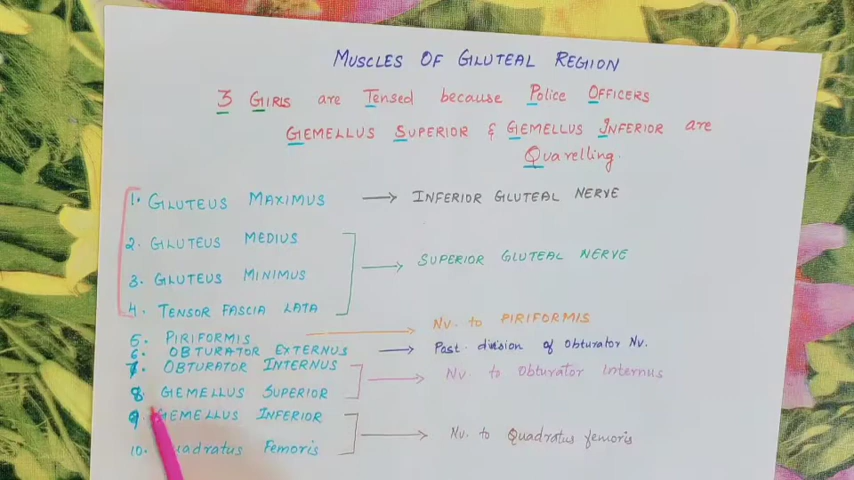 MUSCLES OF GLUTEAL REGION
3 GIRLS are Tensed because Police OFFICERS
GEMELLUS SUPERIOR & GEMELLUS INFERIOR are
Quarelling.
1. GLUTEUS MAXIMUS → INFERIOR GLUTEAL NERVE
2. GLUTEUS MEDIUS
3. GLUTEUS MINIMUS → SUPERIOR GLUTEAL NERVE
4. TENSOR FASCIA LATA
5. PIRIFORMIS → Nv. to PIRIFORMIS
6. OBTURATOR EXTERNUS → Post. division of Obturator Nv.
7. OBTURATOR INTERNUS
8. GEMELLUS SUPERIOR → Nv. to Obturator Internus
9. GEMELLUS INFERIOR
10. Quadratus Femoris → Nv. to Quadratus femoris